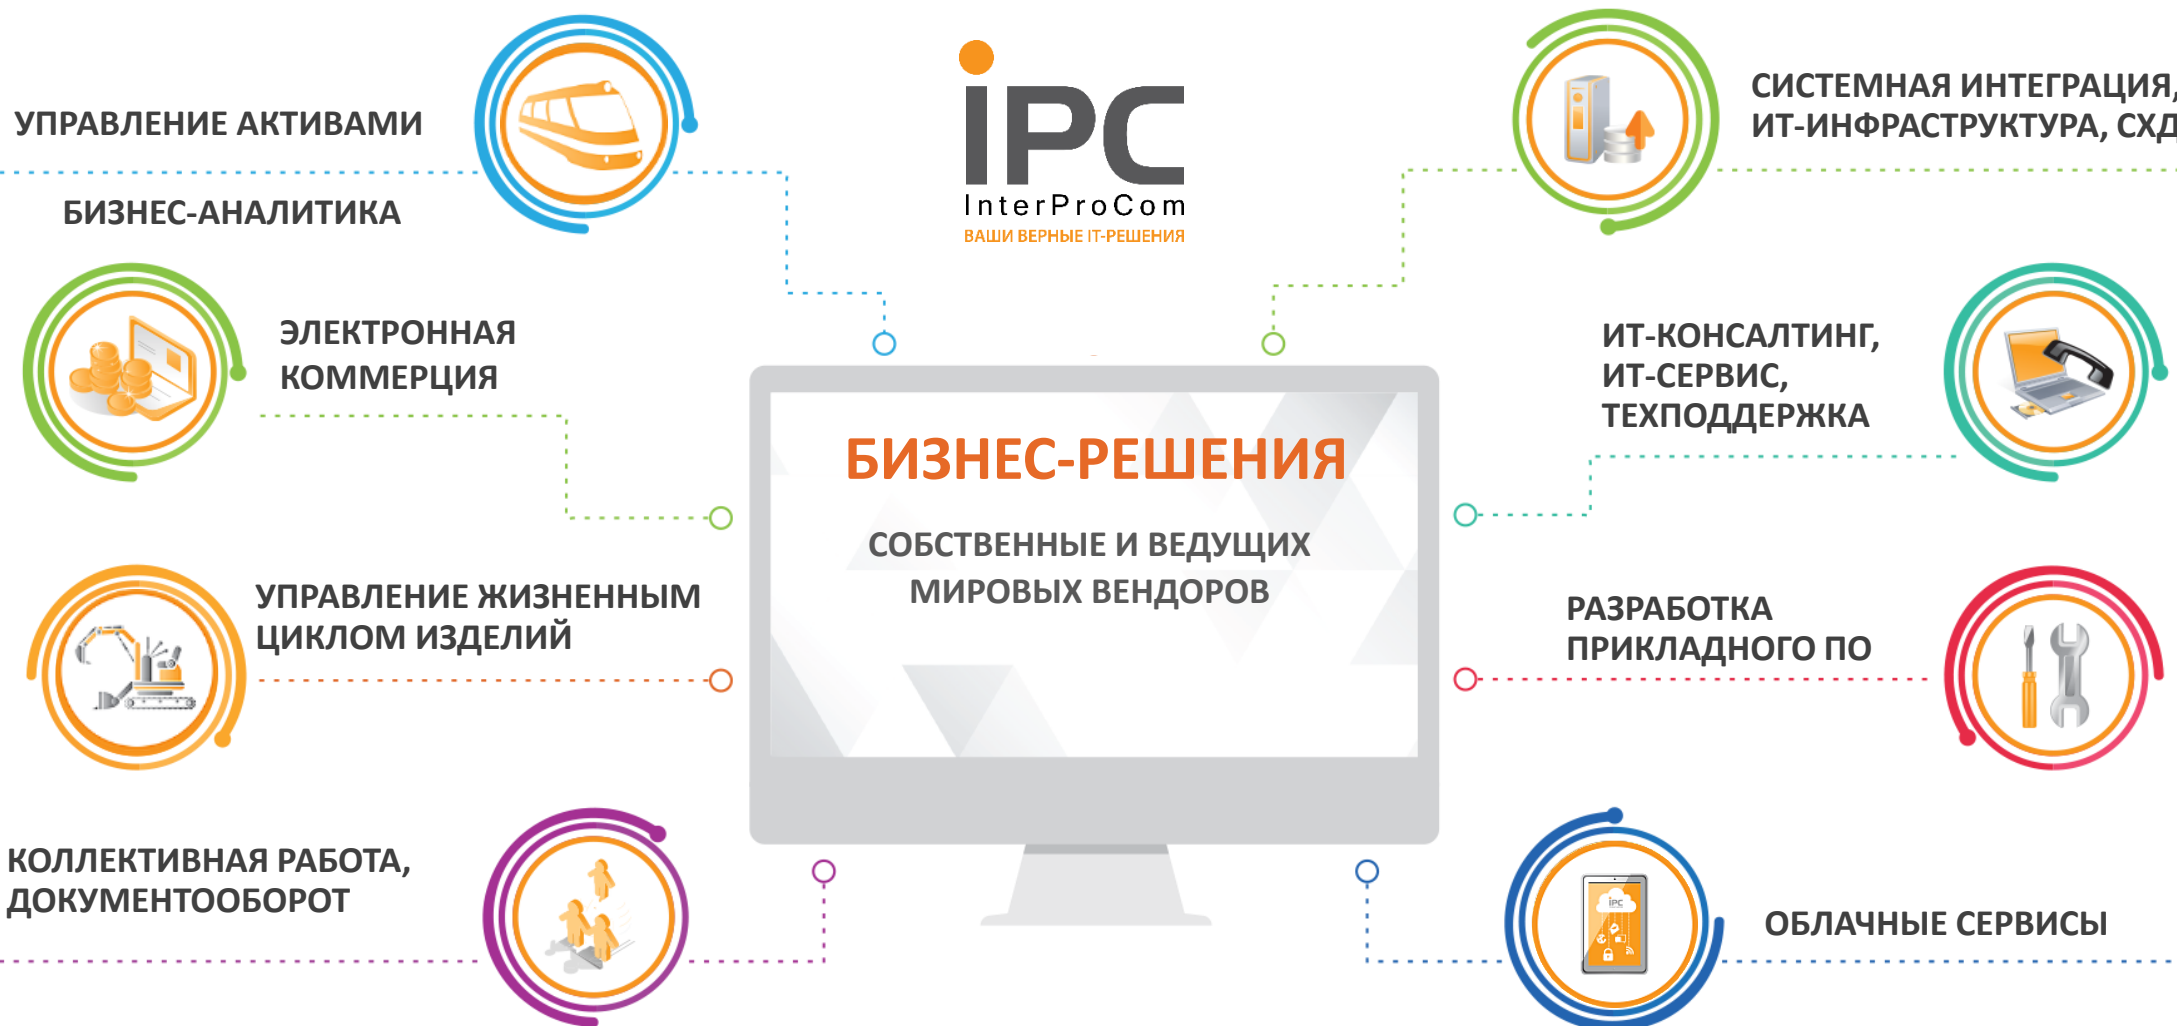 iPC
InterProCom
ВАШИ ВЕРНЫЕ IT-РЕШЕНИЯ
УПРАВЛЕНИЕ АКТИВАМИ
БИЗНЕС-АНАЛИТИКА
ЭЛЕКТРОННАЯ
КОММЕРЦИЯ
УПРАВЛЕНИЕ ЖИЗНЕННЫМ
ЦИКЛОМ ИЗДЕЛИЙ
КОЛЛЕКТИВНАЯ РАБОТА,
ДОКУМЕНТООБОРОТ
БИЗНЕС-РЕШЕНИЯ
СОБСТВЕННЫЕ И ВЕДУЩИХ
МИРОВЫХ ВЕНДОРОВ
СИСТЕМНАЯ ИНТЕГРАЦИЯ,
ИТ-ИНФРАСТРУКТУРА, СХД
ИТ-КОНСАЛТИНГ,
ИТ-СЕРВИС,
ТЕХПОДДЕРЖКА
РАЗРАБОТКА
ПРИКЛАДНОГО ПО
iPC
ОБЛАЧНЫЕ СЕРВИСЫ